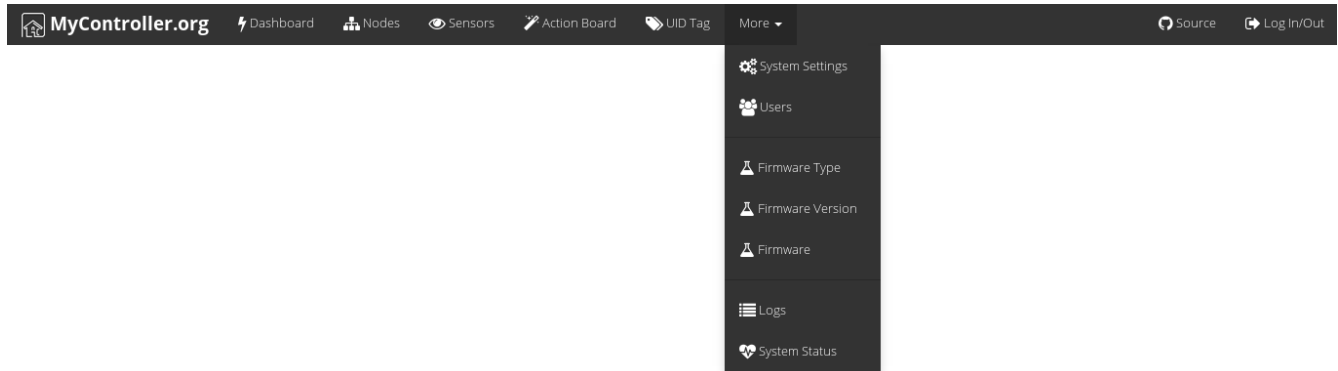 MyController.org Dashboard Nodes Sensors Action Board UID Tag More Source Log In/Out
System Settings
Users
Firmware Type
Firmware Version
Firmware
Logs
System Status